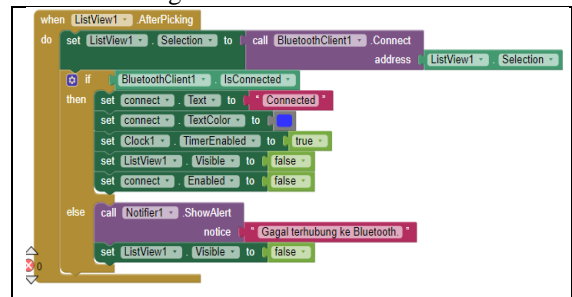 when ListView1 .AfterPicking
do set ListView1 . Selection to call BluetoothClient1 .Connect
address ListView1 . Selection
if BluetoothClient1 . IsConnected
then set connect . Text to " Connected "
set connect . TextColor to
set Clock1 . TimerEnabled to true
set ListView1 . Visible to false
set connect . Enabled to false
else call Notifier1 .ShowAlert
notice " Gagal terhubung ke Bluetooth. "
set ListView1 . Visible to false
0